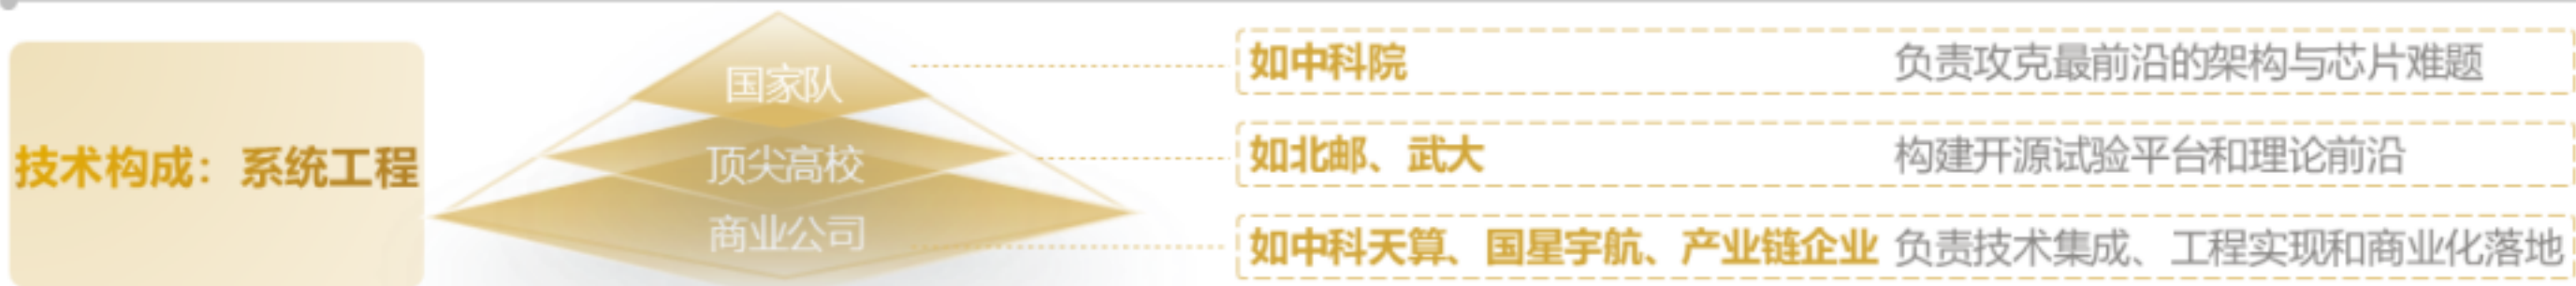 技术构成：系统工程
国家队
如中科院
负责攻克最前沿的架构与芯片难题
顶尖高校
如北邮、武大
构建开源试验平台和理论前沿
商业公司
如中科天算、国星宇航、产业链企业
负责技术集成、工程实现和商业化落地